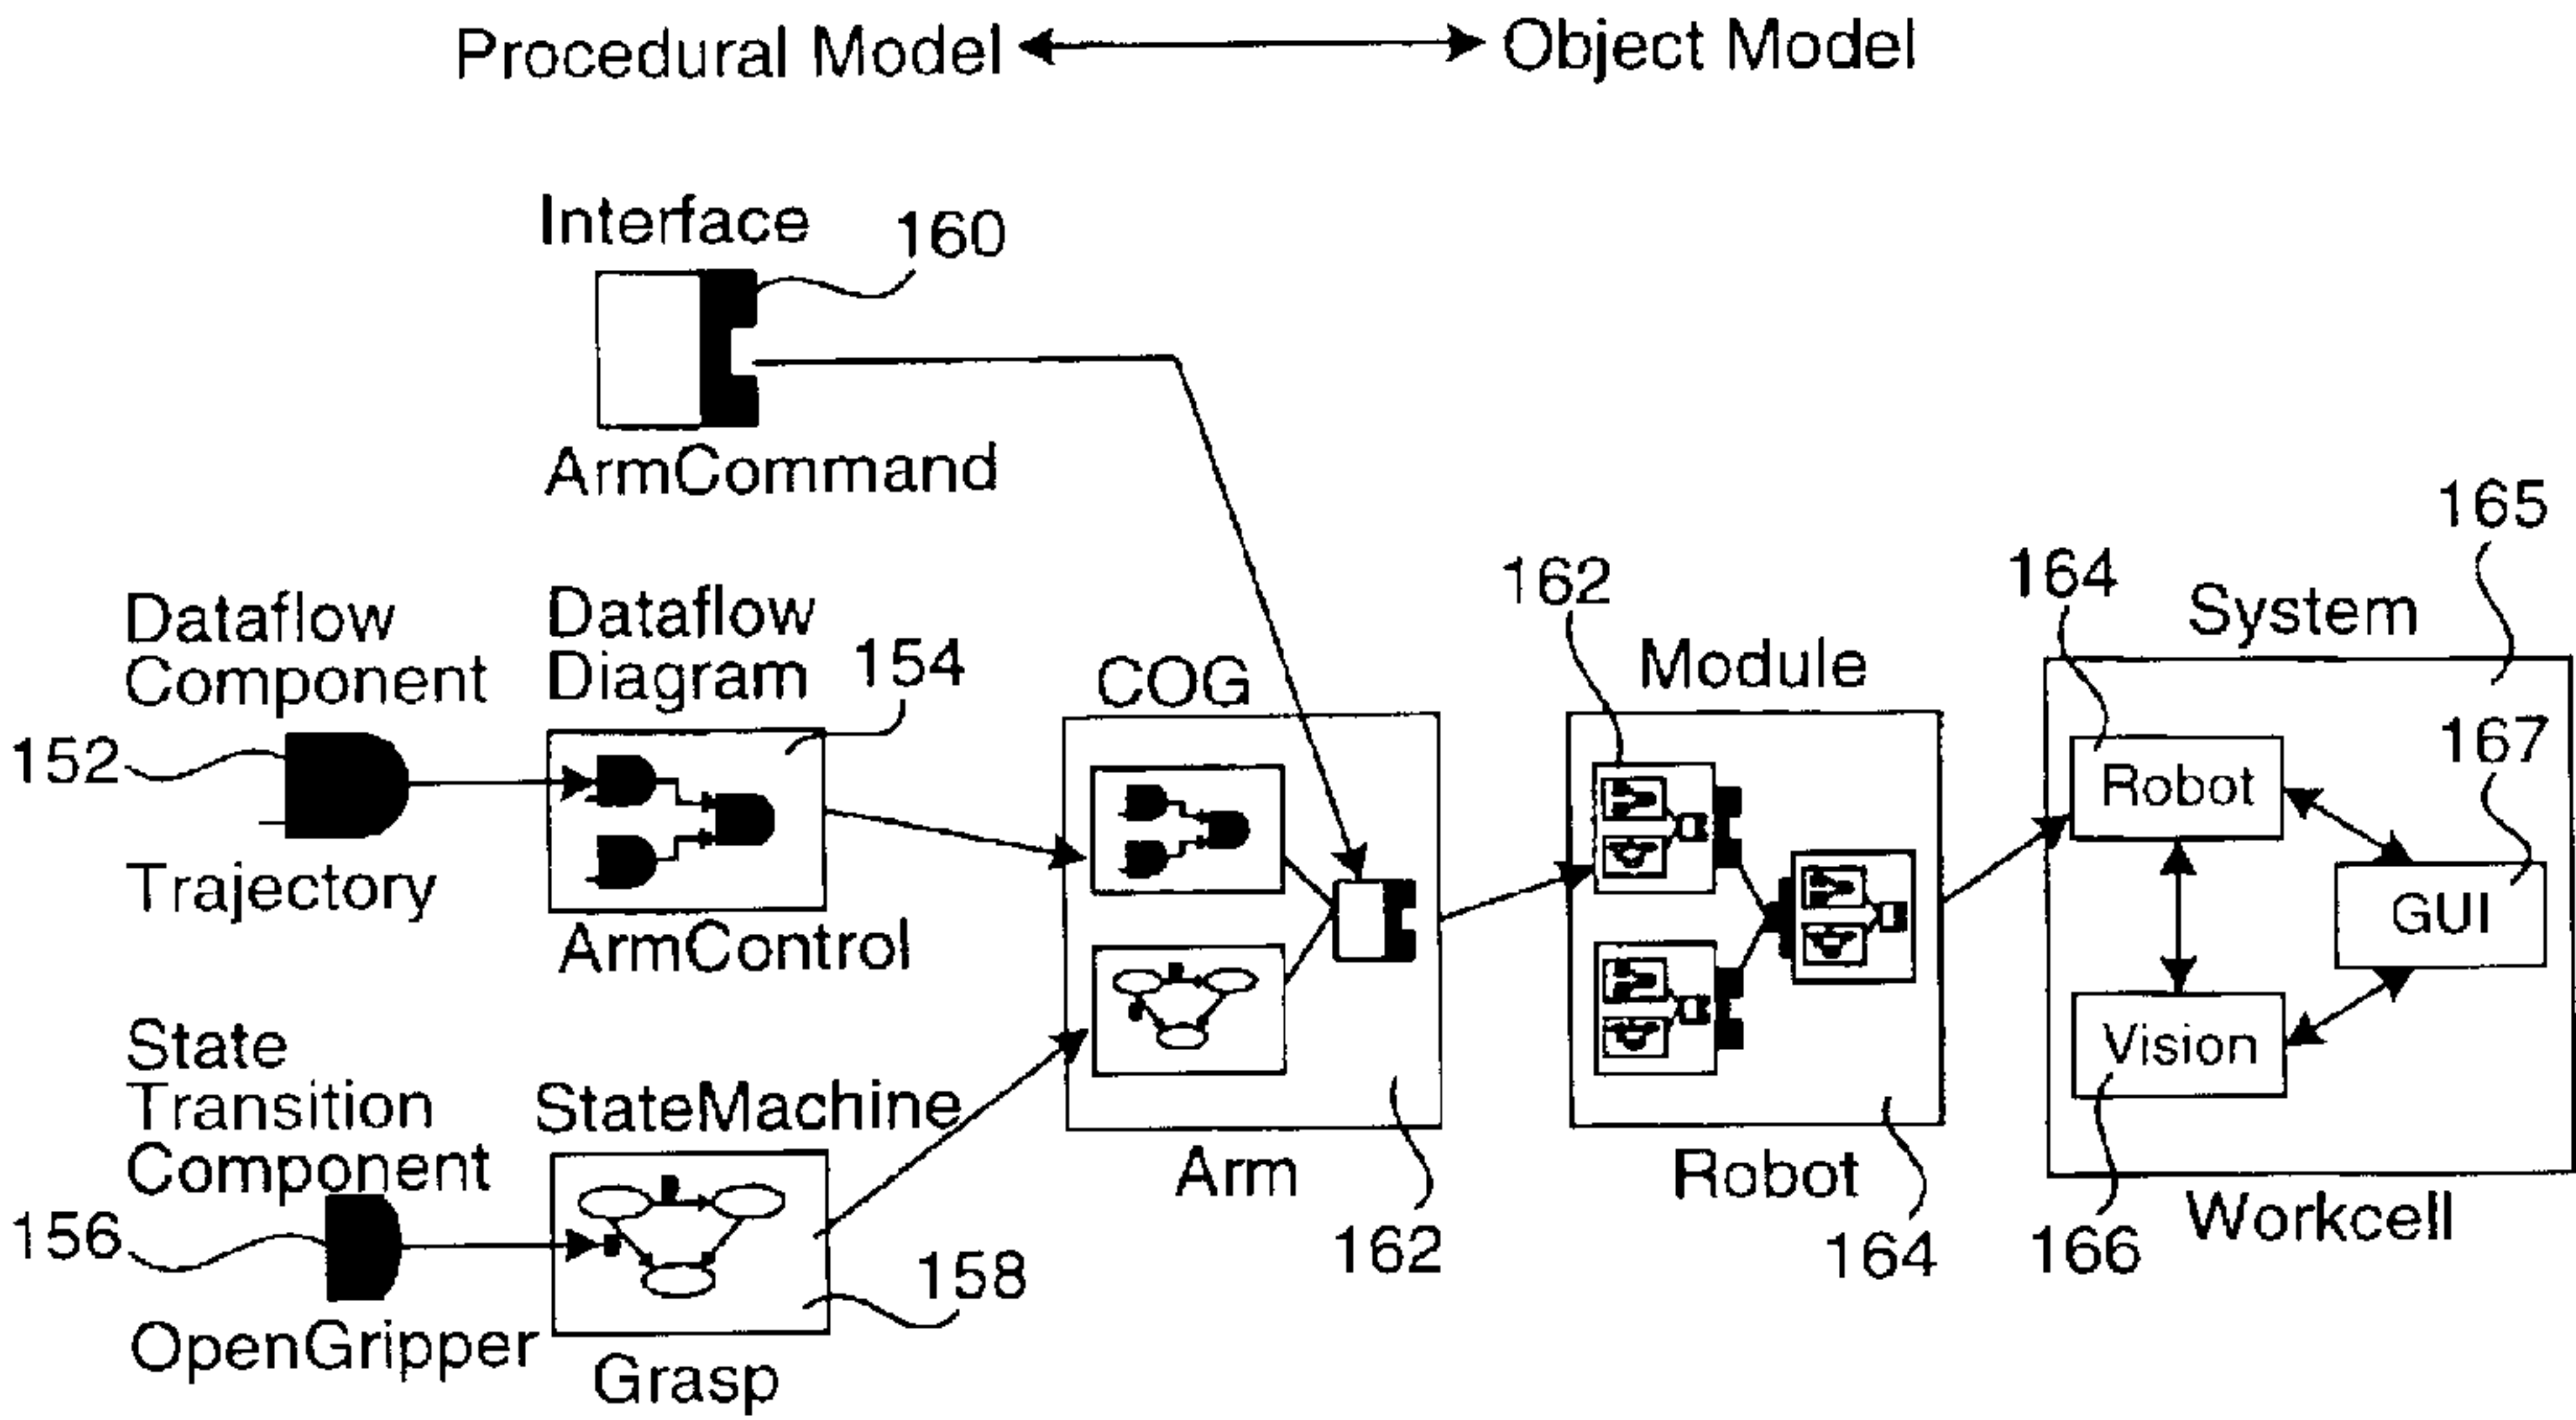 Procedural Model
Object Model
Interface
160
ArmCommand
165
162
164
System
Dataflow
Component
Dataflow
Diagram
154
COG
Module
167
152
Robot
Trajectory
ArmControl
GUI
State
Transition
Component
StateMachine
Vision
Arm
Robot
Workcell
156
158
162
164
166
OpenGripper
Grasp